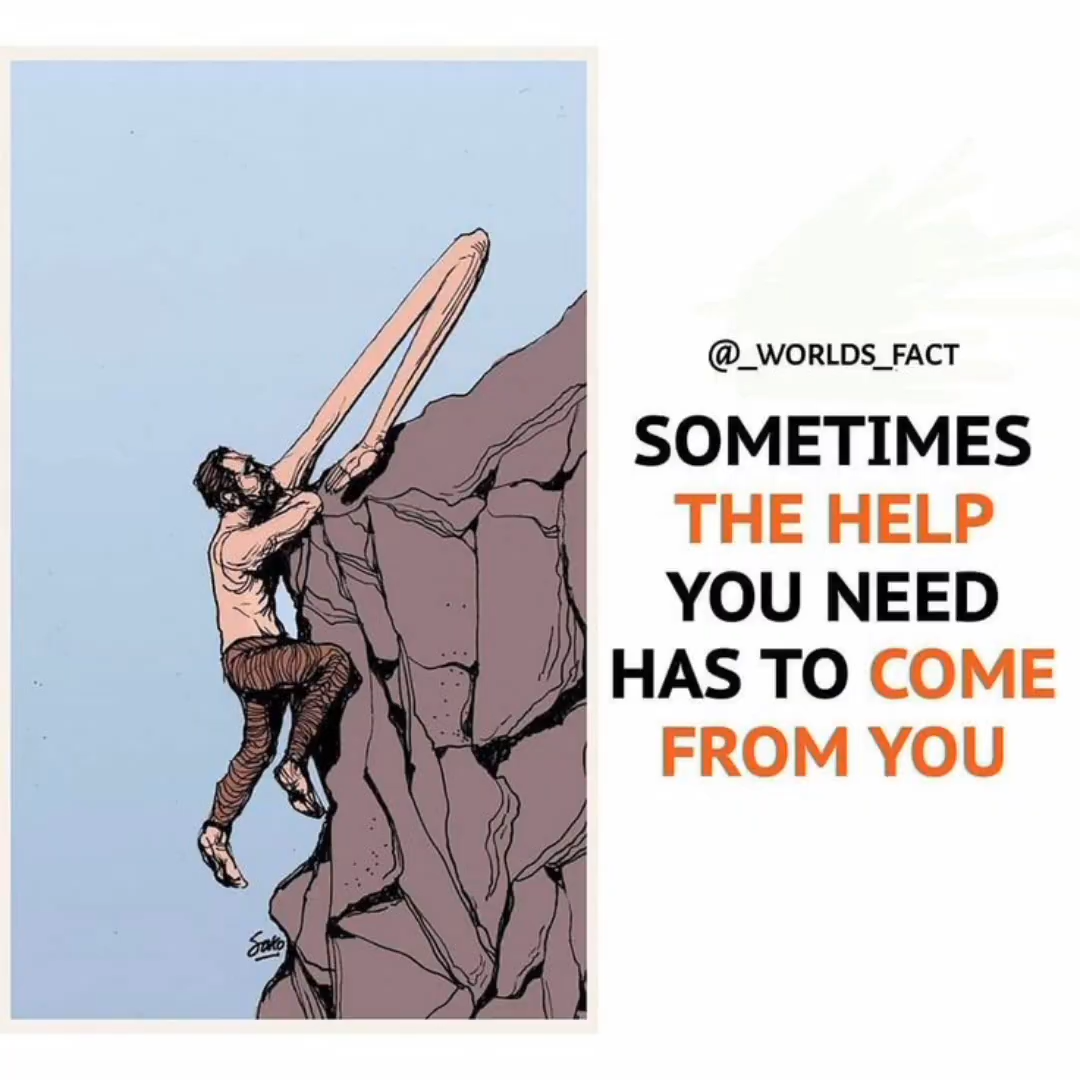 @_WORLDS_FACT
SOMETIMES
THE HELP
YOU NEED
HAS TO COME
FROM YOU